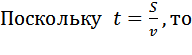 Поскольку t = S/v, то